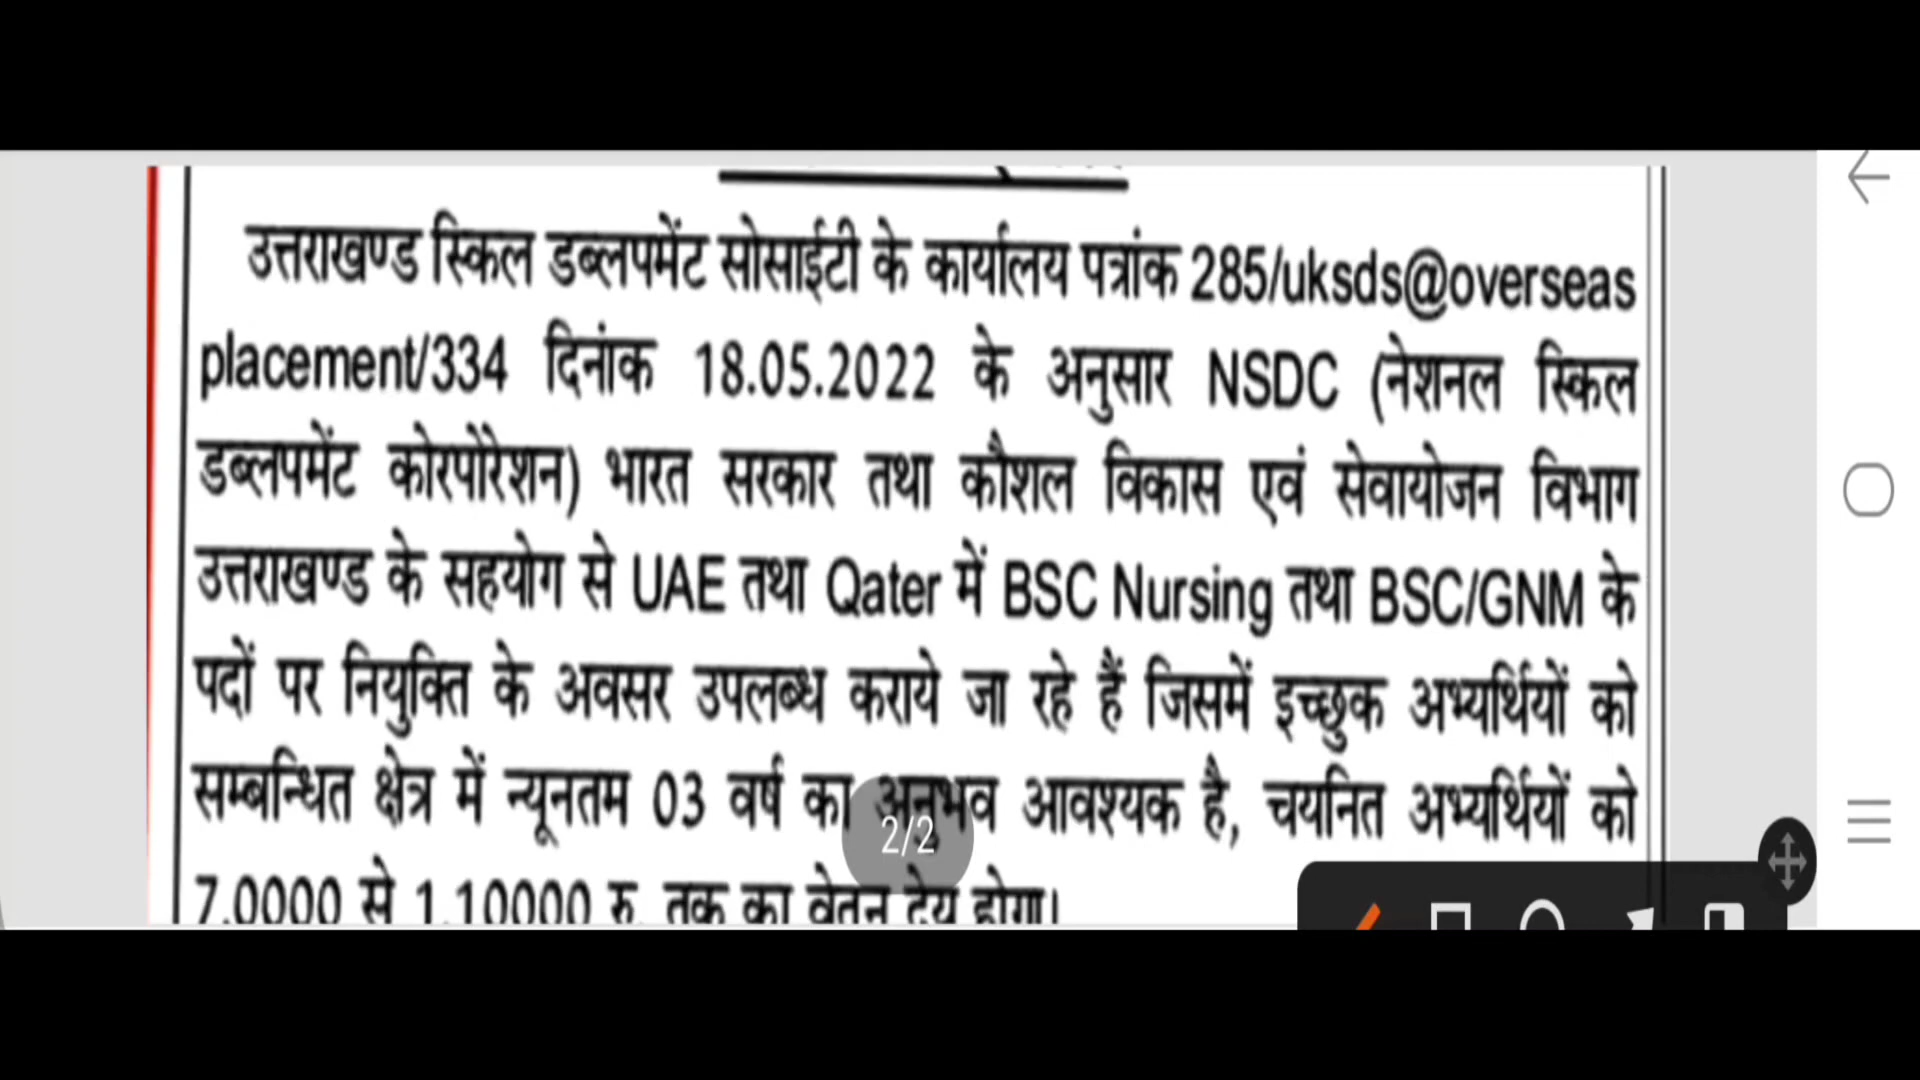 उत्तराखण्ड स्किल डब्लपमेंट सोसाईटी के कार्यालय पत्रांक 285/uksds@overseas
placement/334 दिनांक 18.05.2022 के अनुसार NSDC (नेशनल स्किल
डब्लपमेंट कोरपोरेशन) भारत सरकार तथा कौशल विकास एवं सेवायोजन विभाग
उत्तराखण्ड के सहयोग से UAE तथा Qater में BSC Nursing तथा BSC/GNM के
पदों पर नियुक्ति के अवसर उपलब्ध कराये जा रहे हैं जिसमें इच्छुक अभ्यर्थियों को
सम्बन्धित क्षेत्र में न्यूनतम 03 वर्ष का अनुभव आवश्यक है, चयनित अभ्यर्थियों को
2/2
7,0000 से 1,10000 रु. तक का वेतन देय होगा।